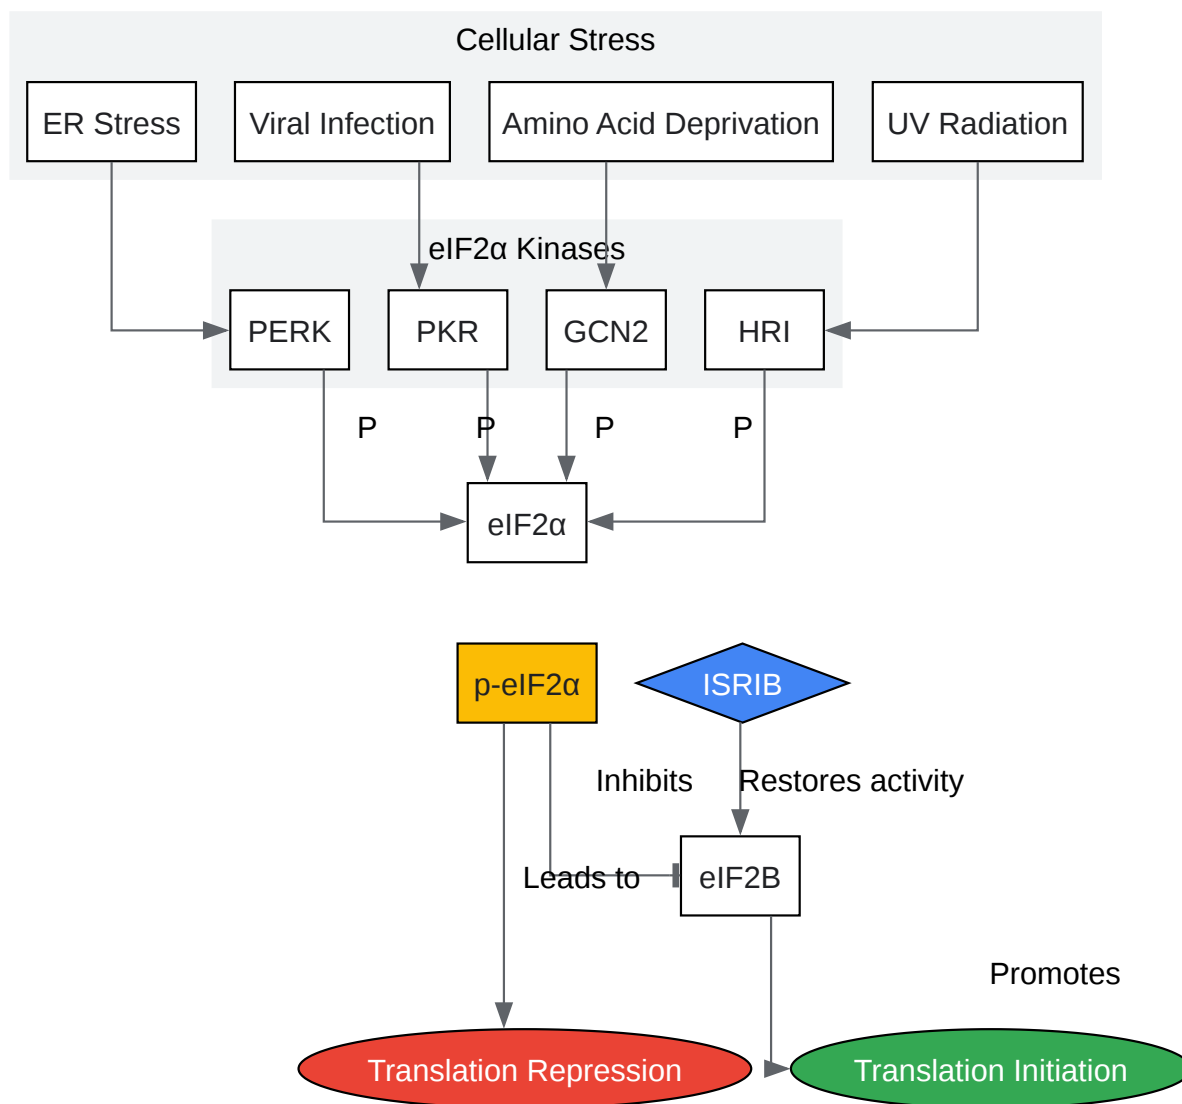 Cellular Stress
ER Stress
Viral Infection
Amino Acid Deprivation
UV Radiation
eIF2α Kinases
PERK
PKR
GCN2
HRI
P
P
P
P
eIF2α
p-eIF2α
ISRIB
Inhibits
Restores activity
Leads to
eIF2B
Promotes
Translation Repression
Translation Initiation